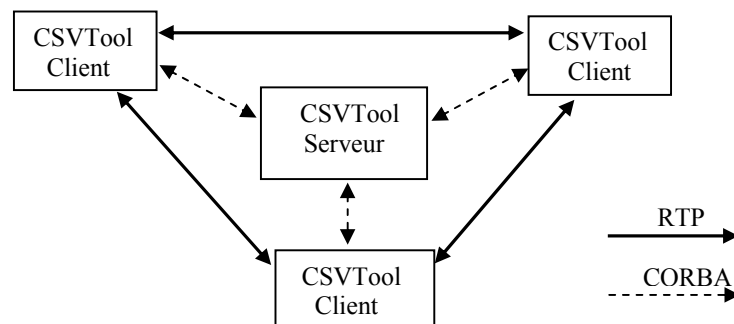 CSVTool
Client
CSVTool
Client
CSVTool
Serveur
CSVTool
Client
RTP
CORBA